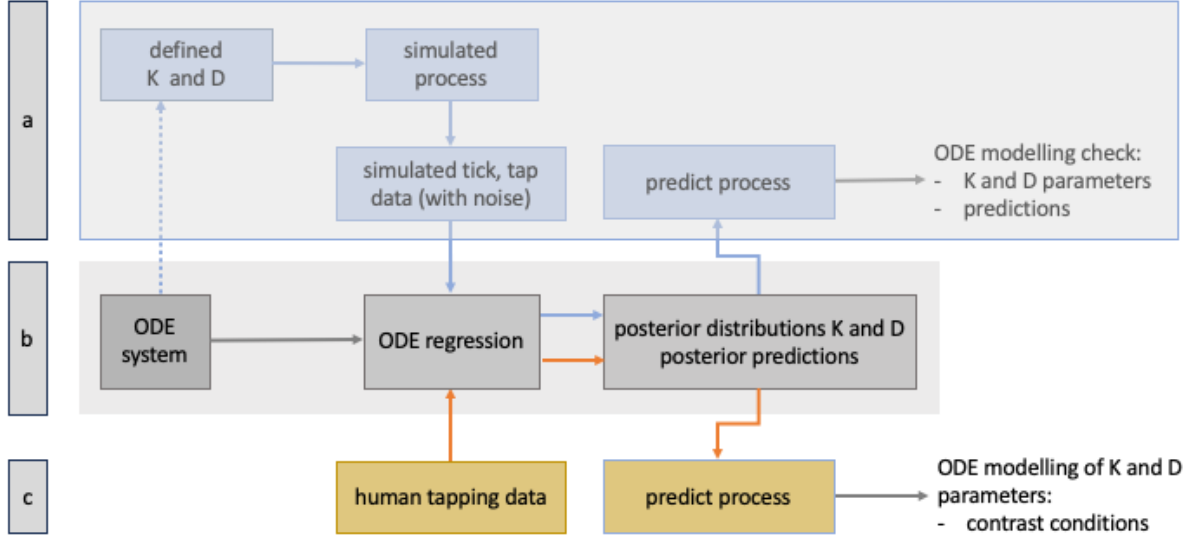 a
defined
K and D
simulated
process
simulated tick, tap
data (with noise)
predict process
ODE modelling check:
- K and D parameters
- predictions
b
ODE
system
ODE regression
posterior distributions K and D
posterior predictions
c
human tapping data
predict process
ODE modelling of K and D
parameters:
- contrast conditions